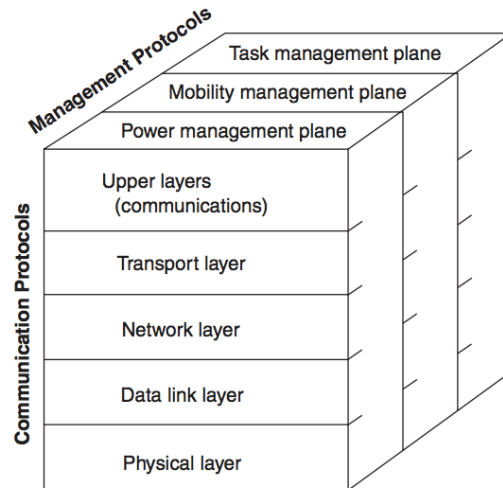 Management Protocols
Task management plane
Mobility management plane
Power management plane
Communication Protocols
Upper layers
(communications)
Transport layer
Network layer
Data link layer
Physical layer